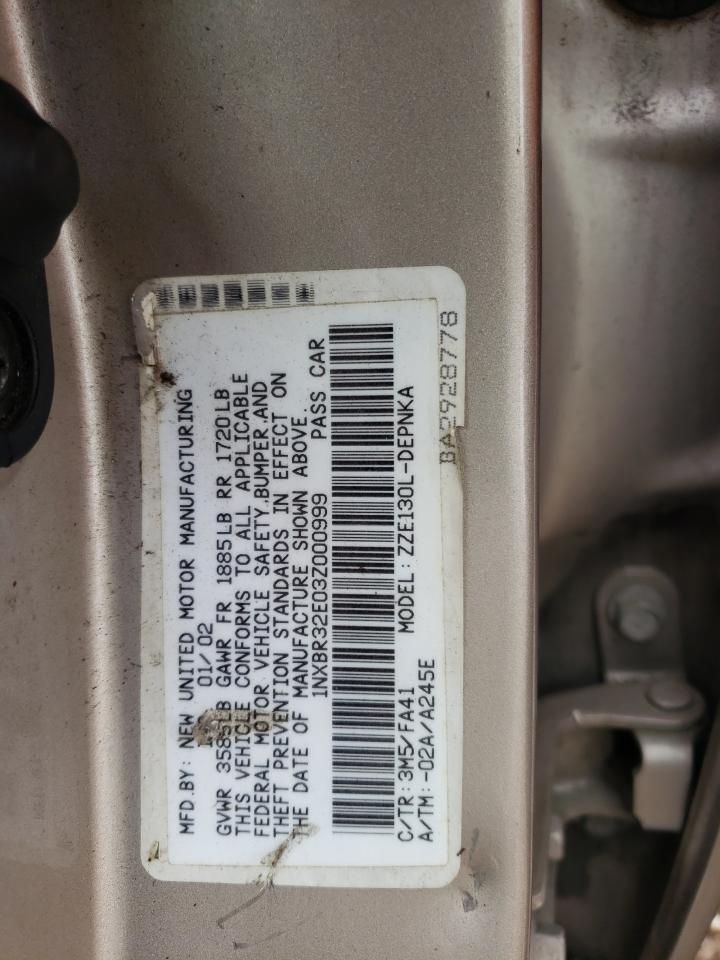 MFD.BY: NEW UNITED MOTOR MANUFACTURING
01/02
GVWR 3585LB GAWR FR 1885LB RR 1720LB
THIS VEHICLE CONFORMS TO ALL APPLICABLE
FEDERAL MOTOR VEHICLE SAFETY,BUMPER,AND
THEFT PREVENTION STANDARDS IN EFFECT ON
THE DATE OF MANUFACTURE SHOWN ABOVE.
1NXBR32E03Z000999 PASS CAR
C/TR:3M5/FA41 MODEL:ZZE130L-DEPNKA
A/TM:-02A/A245E
BA2928778